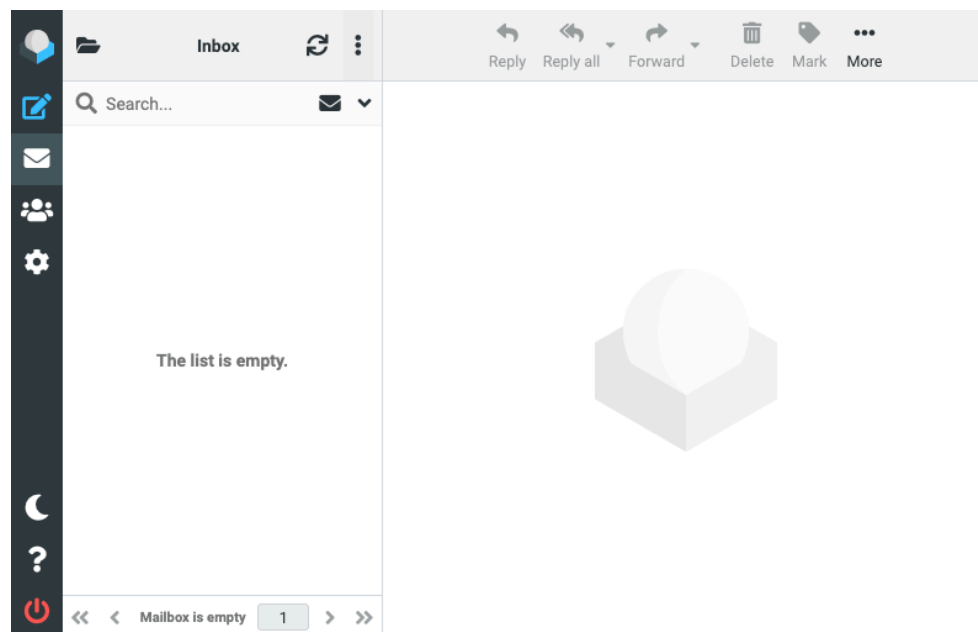 Inbox
Reply Reply all Forward Delete Mark More
Search...
The list is empty.
Mailbox is empty 1